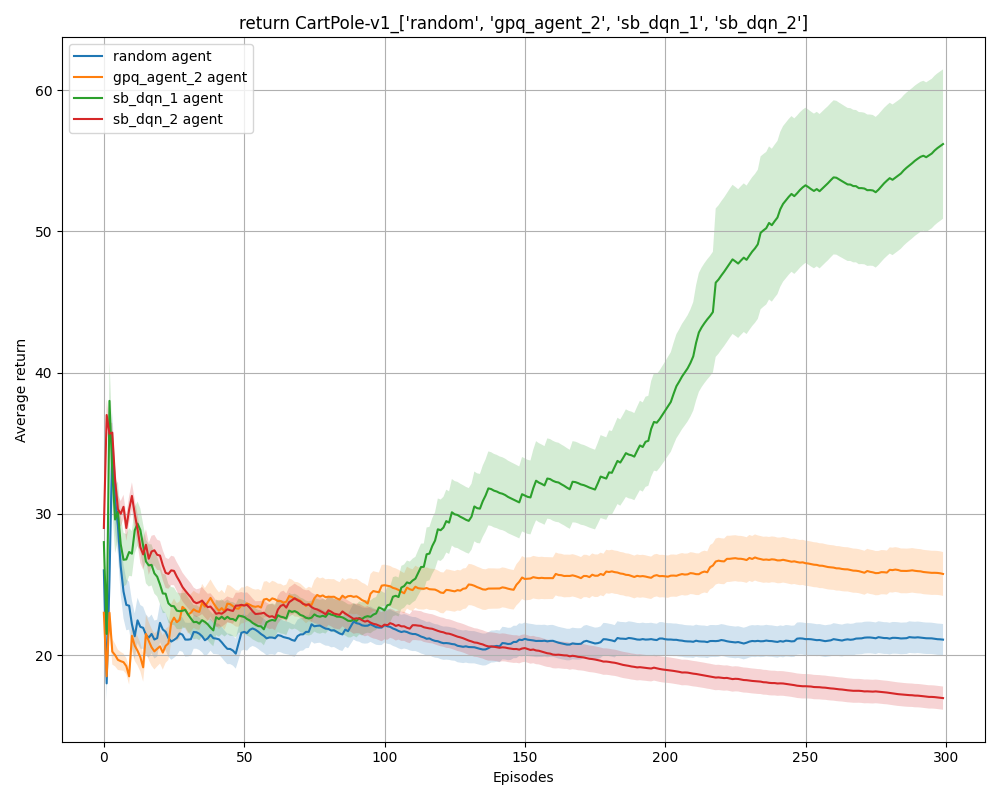 return CartPole-v1_['random', 'gpq_agent_2', 'sb_dqn_1', 'sb_dqn_2']
random agent
gpq_agent_2 agent
sb_dqn_1 agent
sb_dqn_2 agent
60
50
40
30
20
Average return
0
50
100
150
200
250
300
Episodes